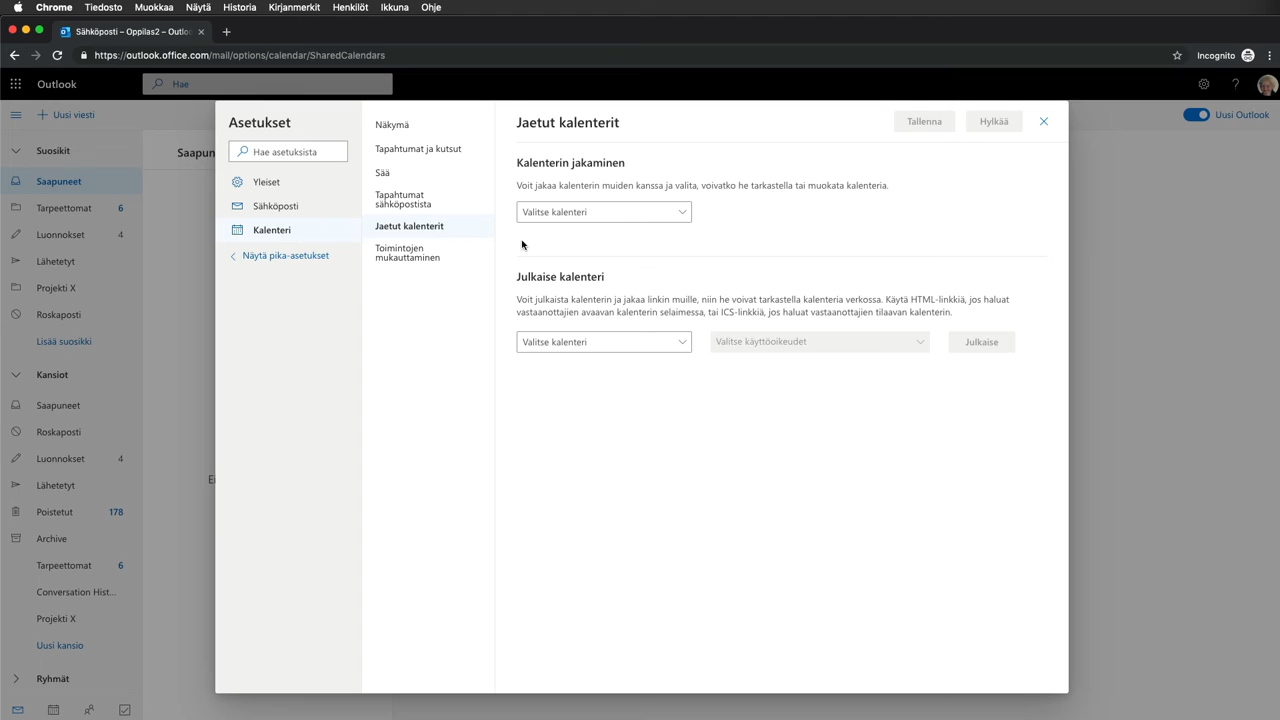 Chrome Tiedosto Muokkaa Näytä Historia Kirjanmerkit Henkilöt Ikkuna Ohje
Sähköposti – Oppilas2 – Outlo
https://outlook.office.com/mail/options/calendar/SharedCalendars
Incognito
Outlook
Hae
Uusi viesti
Uusi Outlook
Suosikit
Saapun
Saapuneet
Tarpeettomat 6
Luonnokset 4
Lähetetyt
Projekti X
Roskaposti
Lisää suosikki
Kansiot
Saapuneet
Roskaposti
Luonnokset 4
Lähetetyt
Poistetut 178
Archive
Tarpeettomat 6
Conversation Hist...
Projekti X
Uusi kansio
Ryhmät
Ei
Asetukset
Hae asetuksista
Yleiset
Sähköposti
Kalenteri
Näytä pika-asetukset
Näkymä
Tapahtumat ja kutsut
Sää
Tapahtumat
sähköpostista
Jaetut kalenterit
Toimintojen
mukauttaminen
Jaetut kalenterit
Tallenna
Hylkää
Kalenterin jakaminen
Voit jakaa kalenterin muiden kanssa ja valita, voivatko he tarkastella tai muokata kalenteria.
Valitse kalenteri
Julkaise kalenteri
Voit julkaista kalenterin ja jakaa linkin muille, niin he voivat tarkastella kalenteria verkossa. Käytä HTML-linkkiä, jos haluat
vastaanottajien avaavan kalenterin selaimessa, tai ICS-linkkiä, jos haluat vastaanottajien tilaavan kalenterin.
Valitse kalenteri
Valitse käyttöoikeudet
Julkaise